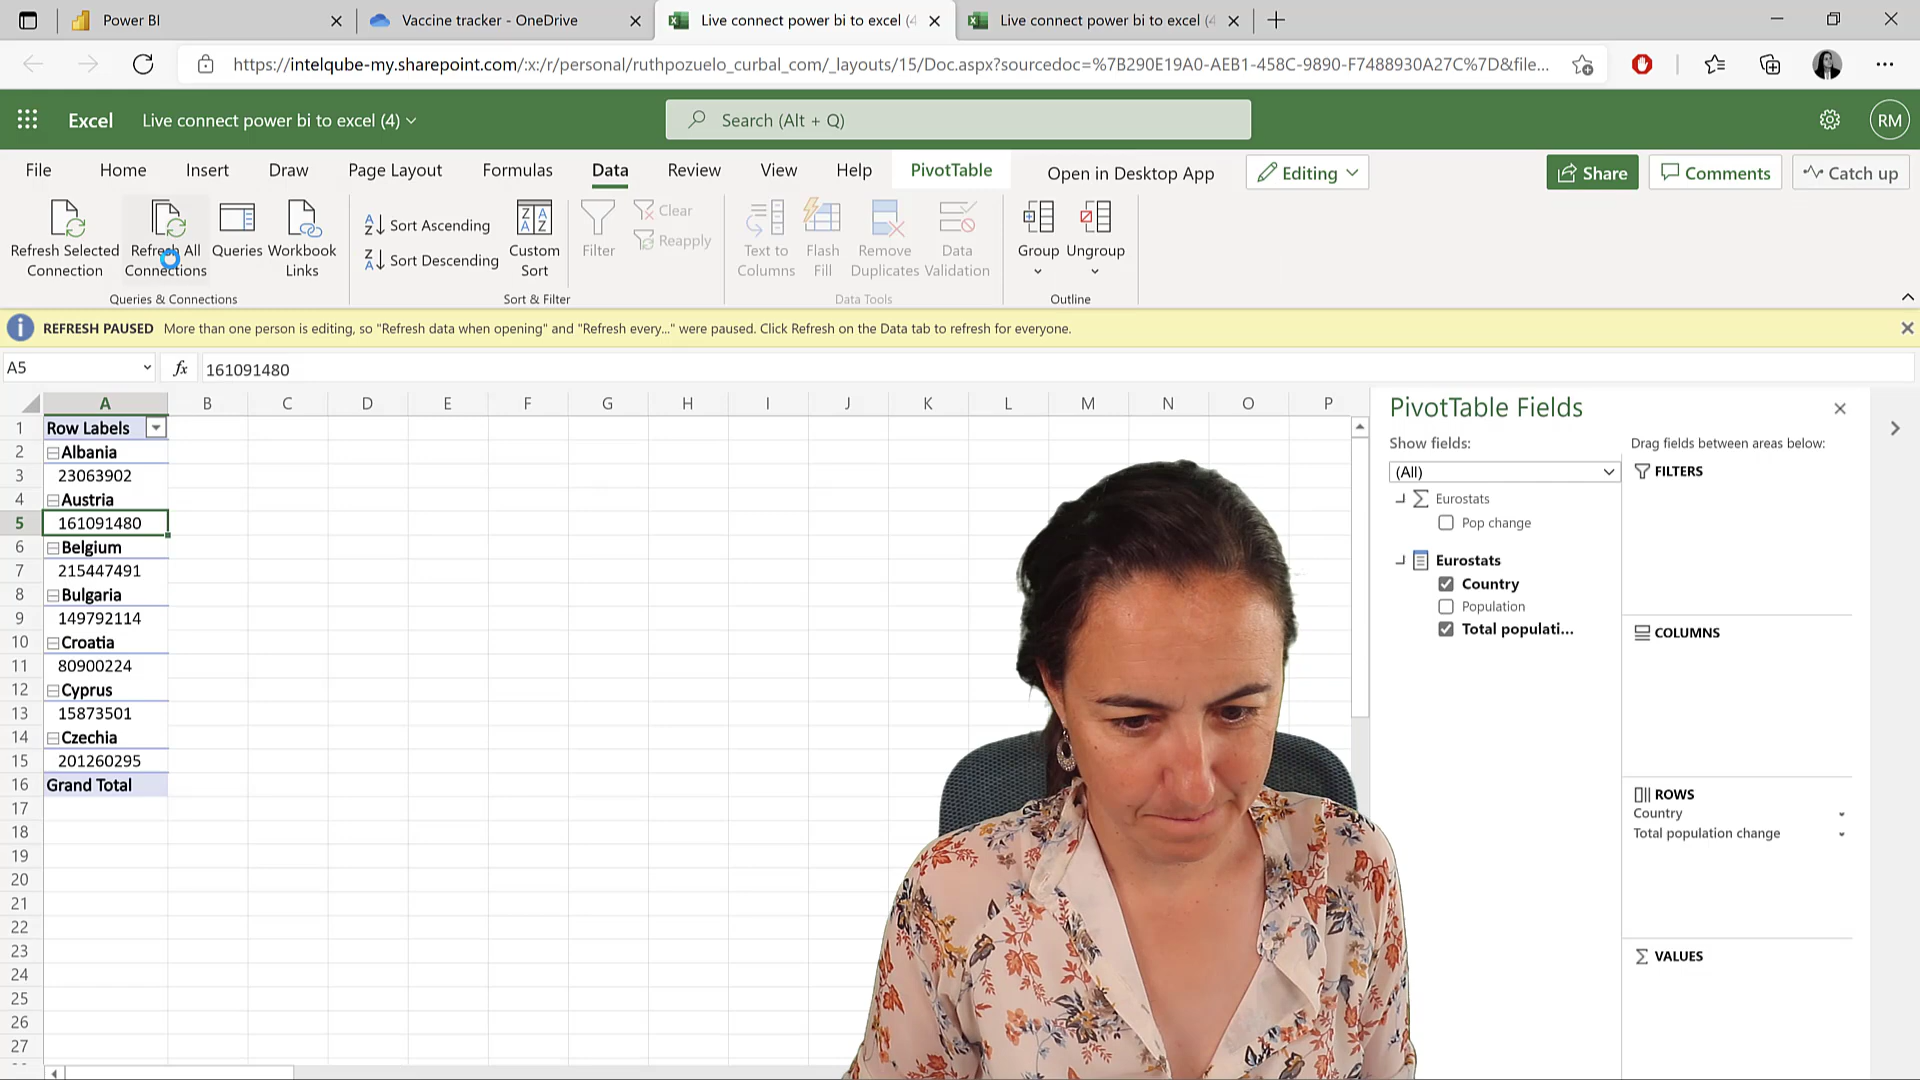 Power BI
Vaccine tracker - OneDrive
Live connect power bi to excel (4
Live connect power bi to excel (4
https://intelqube-my.sharepoint.com/:x:/r/personal/ruthpozuelo_curbal_com/_layouts/15/Doc.aspx?sourcedoc=%7B290E19A0-AEB1-458C-9890-F7488930A27C%7D&file...
Excel
Live connect power bi to excel (4)
Search (Alt + Q)
RM
File
Home
Insert
Draw
Page Layout
Formulas
Data
Review
View
Help
PivotTable
Open in Desktop App
Editing
Share
Comments
Catch up
Refresh Selected
Connection
Refresh All
Connections
Queries
Workbook
Links
Queries & Connections
Sort Ascending
Sort Descending
Custom
Sort
Sort & Filter
Filter
Clear
Reapply
Text to
Columns
Flash
Fill
Remove
Duplicates
Data
Validation
Data Tools
Group
Ungroup
Outline
REFRESH PAUSED More than one person is editing, so "Refresh data when opening" and "Refresh every..." were paused. Click Refresh on the Data tab to refresh for everyone.
A5
fx
161091480
A B C D E F G H I J K L M N O P
1 Row Labels
2 Albania
3 23063902
4 Austria
5 161091480
6 Belgium
7 215447491
8 Bulgaria
9 149792114
10 Croatia
11 80900224
12 Cyprus
13 15873501
14 Czechia
15 201260295
16 Grand Total
17
18
19
20
21
22
23
24
25
26
27
PivotTable Fields
Show fields:
(All)
Eurostats
Pop change
Eurostats
Country
Population
Total populati...
Drag fields between areas below:
FILTERS
COLUMNS
ROWS
Country
Total population change
VALUES